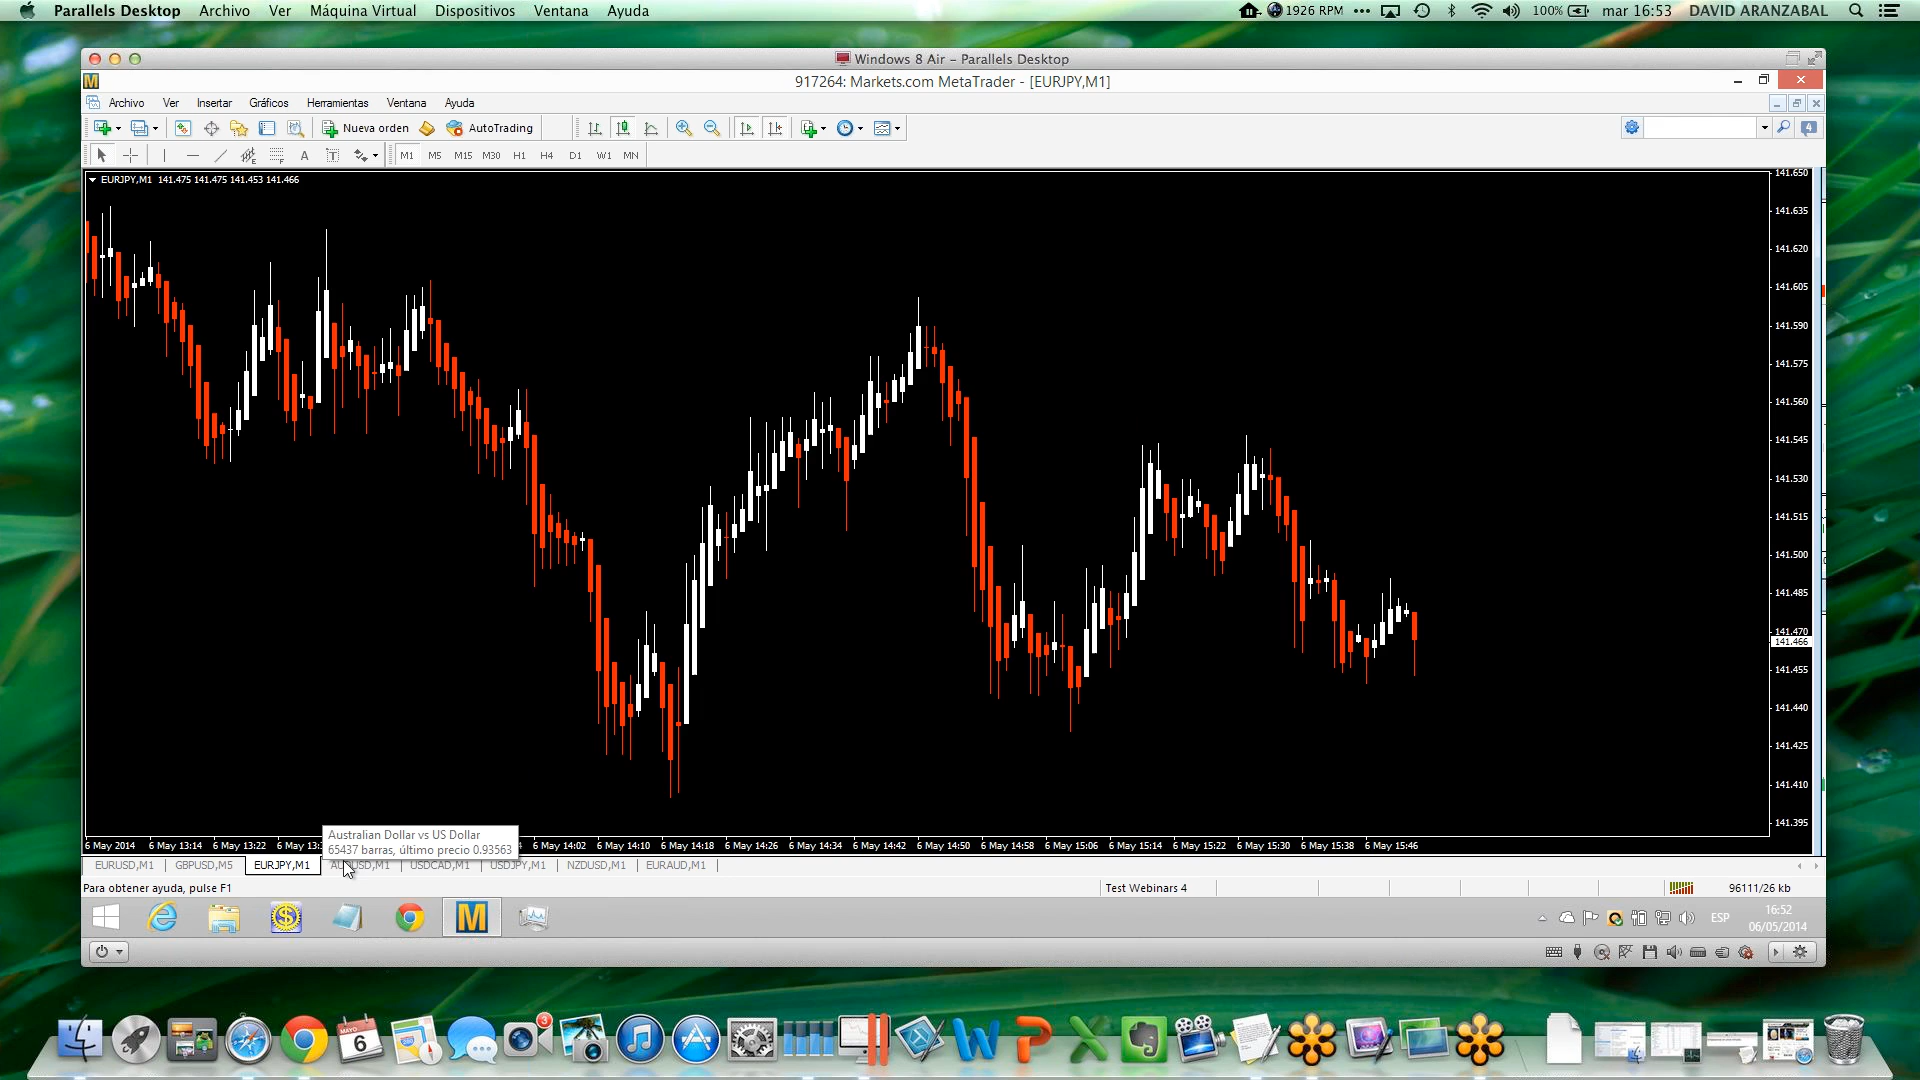 Parallels Desktop Archivo Ver Máquina Virtual Dispositivos Ventana Ayuda 1926 RPM 100% mar 16:53 DAVID ARANZABAL
Windows 8 Air - Parallels Desktop
917264: Markets.com MetaTrader - [EURJPY,M1]
Archivo Ver Insertar Gráficos Herramientas Ventana Ayuda
Nueva orden AutoTrading 4
A T M1 M5 M15 M30 H1 H4 D1 W1 MN
EURJPY,M1 141.475 141.475 141.453 141.466
141.650
141.635
141.620
141.605
141.590
141.575
141.560
141.545
141.530
141.515
141.500
141.485
141.470
141.466
141.455
141.440
141.425
141.410
141.395
Australian Dollar vs US Dollar
65437 barras, último precio 0.93563
6 May 2014 6 May 13:14 6 May 13:22 6 May 14:02 6 May 14:10 6 May 14:18 6 May 14:26 6 May 14:34 6 May 14:42 6 May 14:50 6 May 14:58 6 May 15:06 6 May 15:14 6 May 15:22 6 May 15:30 6 May 15:38 6 May 15:46
EURUSD,M1 GBPUSD,M5 EURJPY,M1 USDCAD,M1 USDJPY,M1 NZDUSD,M1 EURAUD,M1
Para obtener ayuda, pulse F1 Test Webinars 4 96111/26 kb
ESP 16:52
06/05/2014
MAYO
6
3